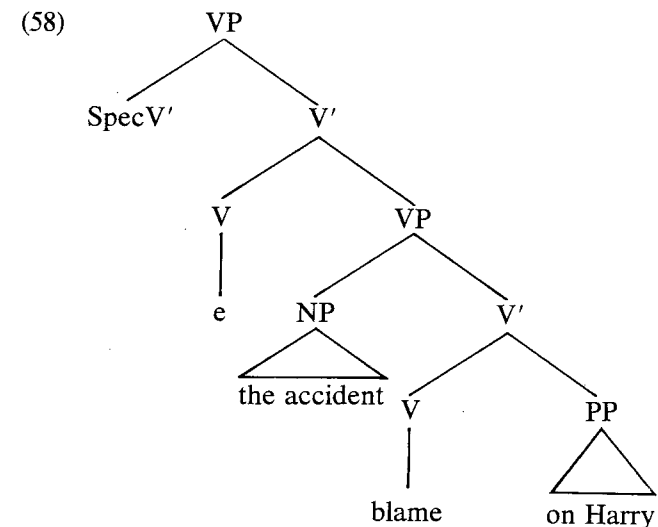 (58) VP
SpecV′ V′
V VP
e NP V′
the accident V PP
blame on Harry